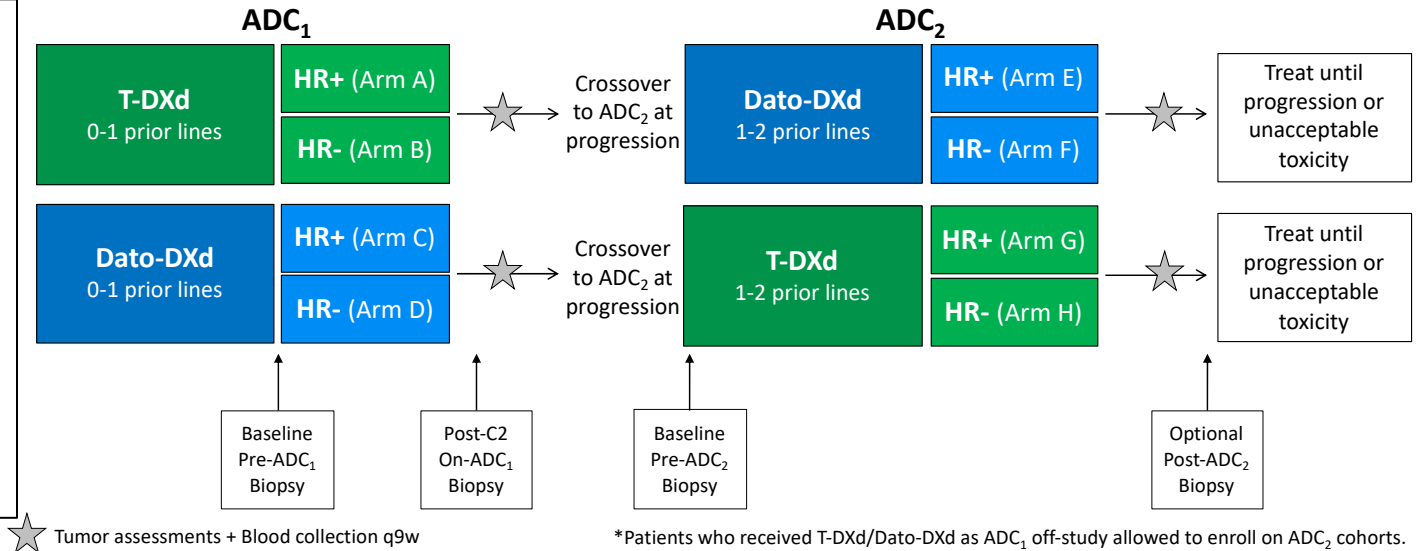 ADC₁
ADC₂
T-DXd
0-1 prior lines
HR+ (Arm A)
HR- (Arm B)
Crossover
to ADC₂ at
progression
Dato-DXd
1-2 prior lines
HR+ (Arm E)
HR- (Arm F)
Treat until
progression or
unacceptable
toxicity
Dato-DXd
0-1 prior lines
HR+ (Arm C)
HR- (Arm D)
Crossover
to ADC₂ at
progression
T-DXd
1-2 prior lines
HR+ (Arm G)
HR- (Arm H)
Treat until
progression or
unacceptable
toxicity
Baseline
Pre-ADC₁
Biopsy
Post-C2
On-ADC₁
Biopsy
Baseline
Pre-ADC₂
Biopsy
Optional
Post-ADC₂
Biopsy
Tumor assessments + Blood collection q9w
*Patients who received T-DXd/Dato-DXd as ADC₁ off-study allowed to enroll on ADC₂ cohorts.